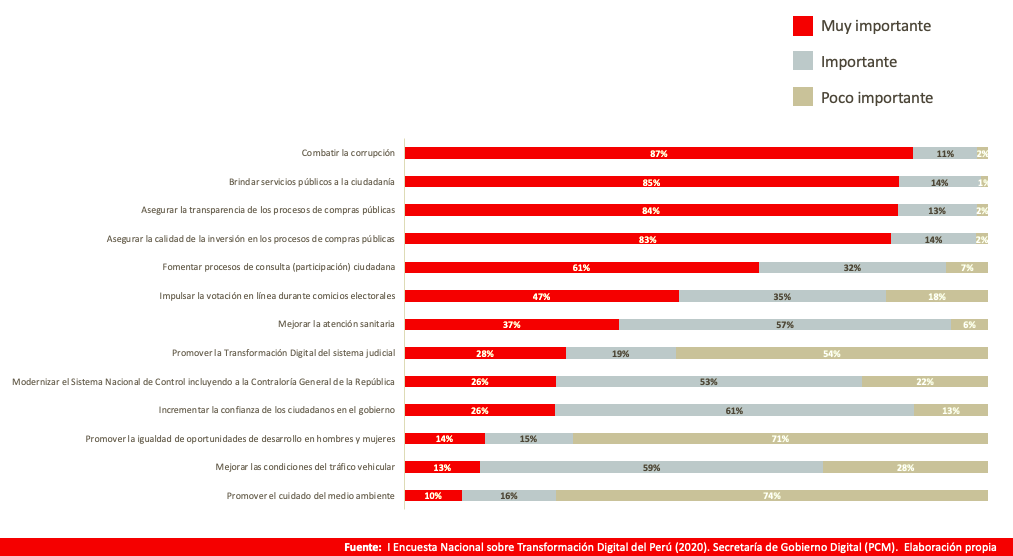 Muy importante
Importante
Poco importante
Combatir la corrupción 87% 11% 2%
Brindar servicios públicos a la ciudadanía 85% 14% 1%
Asegurar la transparencia de los procesos de compras públicas 84% 13% 2%
Asegurar la calidad de la inversión en los procesos de compras públicas 83% 14% 2%
Fomentar procesos de consulta (participación) ciudadana 61% 32% 7%
Impulsar la votación en línea durante comicios electorales 47% 35% 18%
Mejorar la atención sanitaria 37% 57% 6%
Promover la Transformación Digital del sistema judicial 28% 19% 54%
Modernizar el Sistema Nacional de Control incluyendo a la Contraloría General de la República 26% 53% 22%
Incrementar la confianza de los ciudadanos en el gobierno 26% 61% 13%
Promover la igualdad de oportunidades de desarrollo en hombres y mujeres 14% 15% 71%
Mejorar las condiciones del tráfico vehicular 13% 59% 28%
Promover el cuidado del medio ambiente 10% 16% 74%
Fuente: I Encuesta Nacional sobre Transformación Digital del Perú (2020). Secretaría de Gobierno Digital (PCM). Elaboración propia